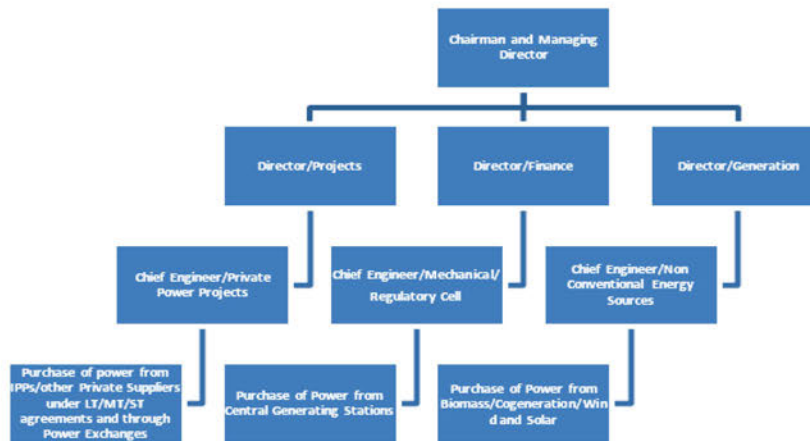 Chairman and Managing
Director
Director/Projects
Director/Finance
Director/Generation
Chief Engineer/Private
Power Projects
Chief Engineer/Mechanical/
Regulatory Cell
Chief Engineer/Non
Conventional Energy
Sources
Purchase of power from
IPPs/other Private Suppliers
under LT/MT/ST
agreements and through
Power Exchanges
Purchase of Power from
Central Generating Stations
Purchase of Power from
Biomass/Cogeneration/Win
d and Solar